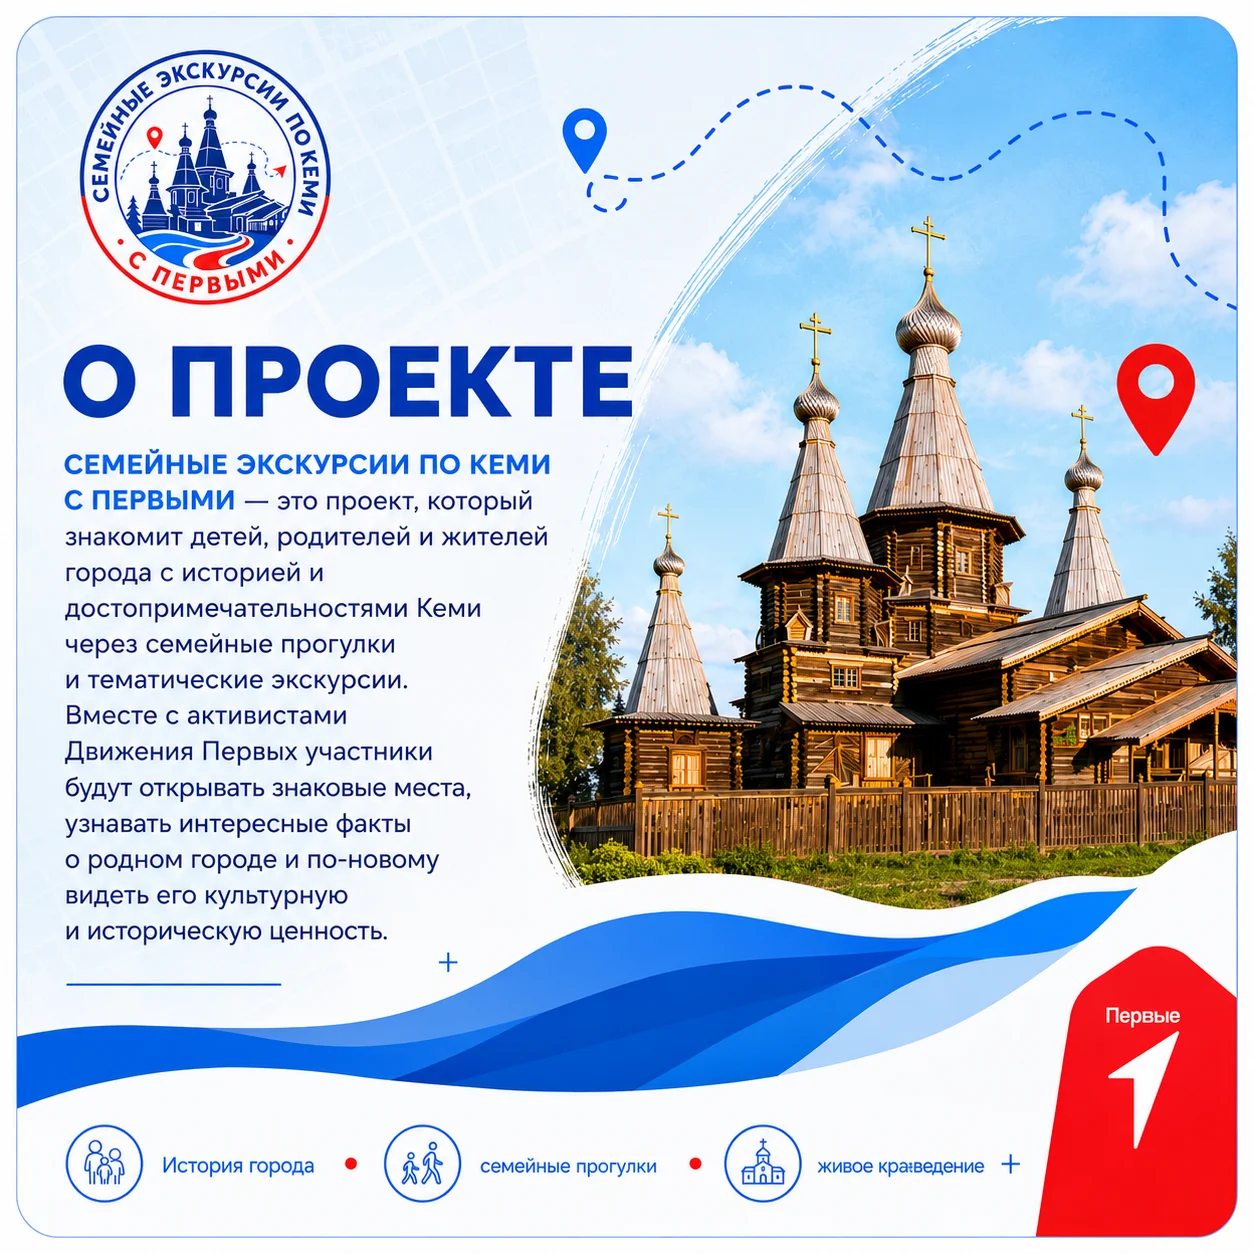 СЕМЕЙНЫЕ ЭКСКУРСИИ ПО КЕМИ
• С ПЕРВЫМИ •
О ПРОЕКТЕ
СЕМЕЙНЫЕ ЭКСКУРСИИ ПО КЕМИ
С ПЕРВЫМИ — это проект, который
знакомит детей, родителей и жителей
города с историей и
достопримечательностями Кеми
через семейные прогулки
и тематические экскурсии.
Вместе с активистами
Движения Первых участники
будут открывать знаковые места,
узнавать интересные факты
о родном городе и по-новому
видеть его культурную
и историческую ценность.
Первые
История города • семейные прогулки • живое краеведение